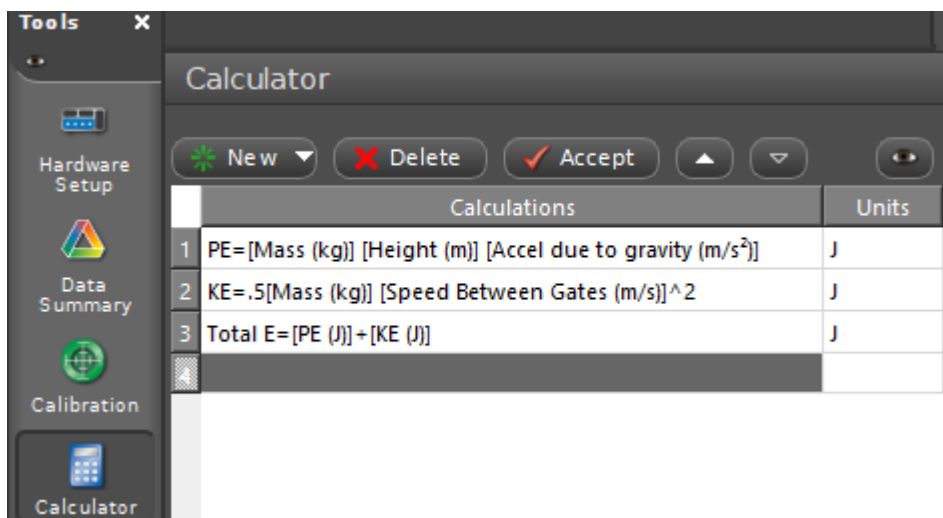 Tools ×
Calculator
New Delete Accept
Hardware
Setup
Calculations Units
1 PE=[Mass (kg)] [Height (m)] [Accel due to gravity (m/s²)] J
Data
Summary
2 KE=.5[Mass (kg)] [Speed Between Gates (m/s)]^2 J
3 Total E=[PE (J)]+[KE (J)] J
4
Calibration
Calculator